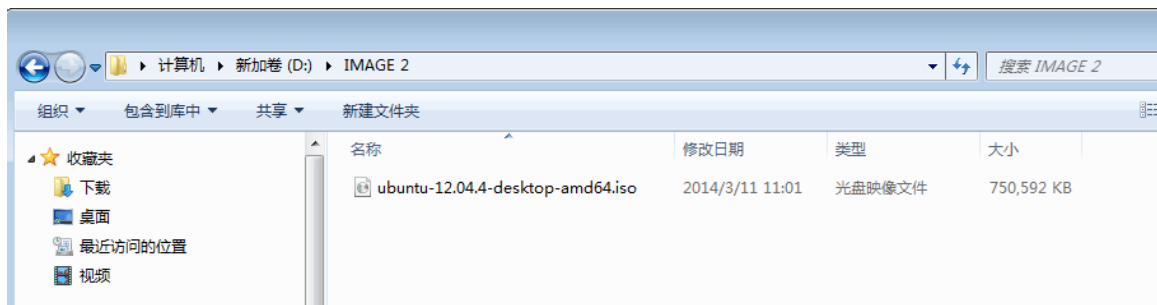 计算机 新加卷 (D:) IMAGE 2 搜索 IMAGE 2
组织 包含到库中 共享 新建文件夹
收藏夹
下载
桌面
最近访问的位置
视频
名称 修改日期 类型 大小
ubuntu-12.04.4-desktop-amd64.iso 2014/3/11 11:01 光盘映像文件 750,592 KB